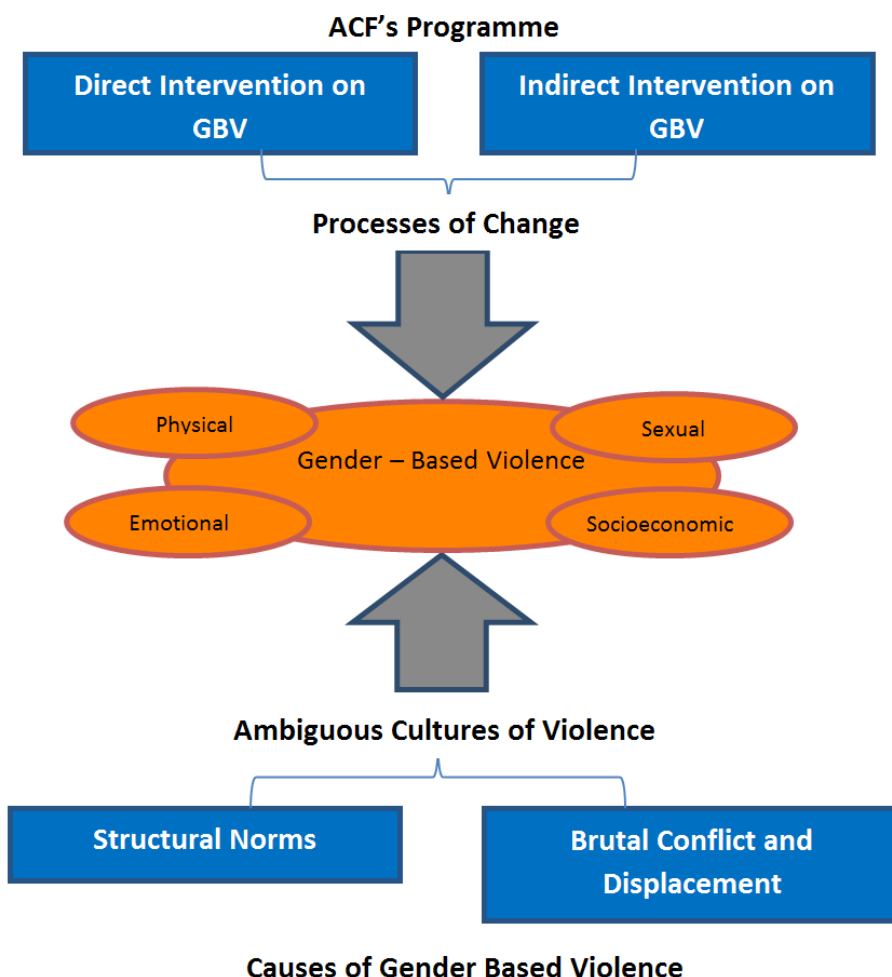 ACF’s Programme
Direct Intervention on
GBV
Indirect Intervention on
GBV
Processes of Change
Physical
Sexual
Gender – Based Violence
Emotional
Socioeconomic
Ambiguous Cultures of Violence
Structural Norms
Brutal Conflict and
Displacement
Causes of Gender Based Violence